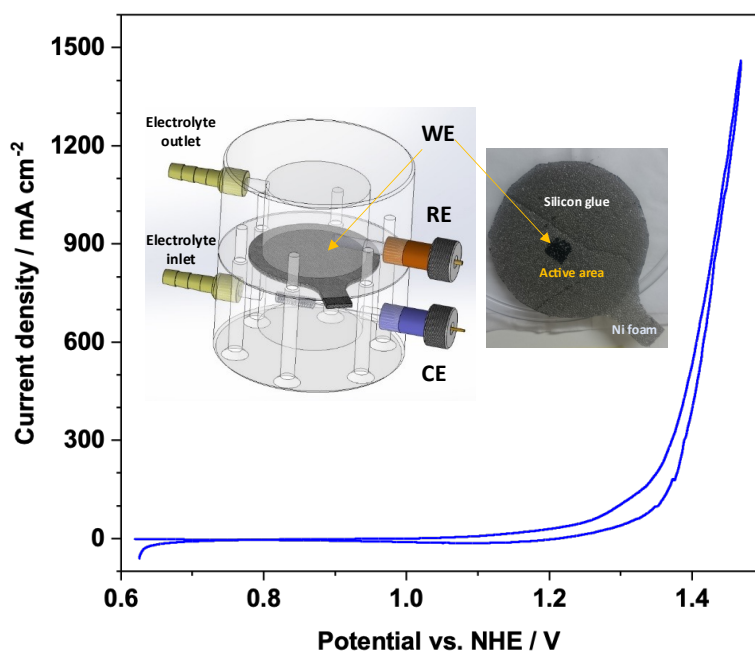 1500
1200
900
600
300
0
Current density / mA cm⁻²
0.6
0.8
1.0
1.2
1.4
Potential vs. NHE / V
Electrolyte
outlet
WE
RE
Electrolyte
inlet
CE
Silicon glue
Active area
Ni foam